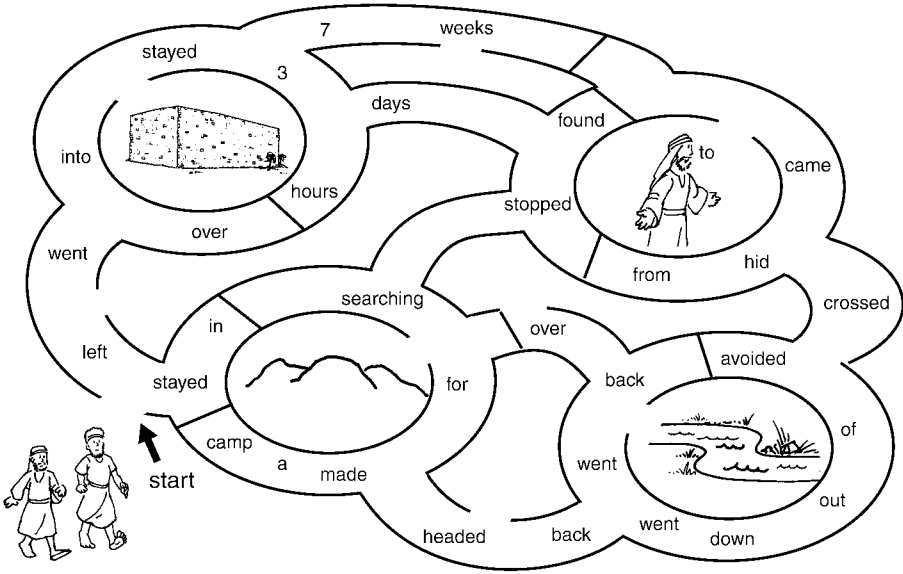 7 weeks
stayed
3
days
found
to
into
came
hours
stopped
over
went
from
hid
searching
crossed
in
over
left
avoided
stayed
for
back
camp
of
a
made
went
start
out
went
headed
back
down